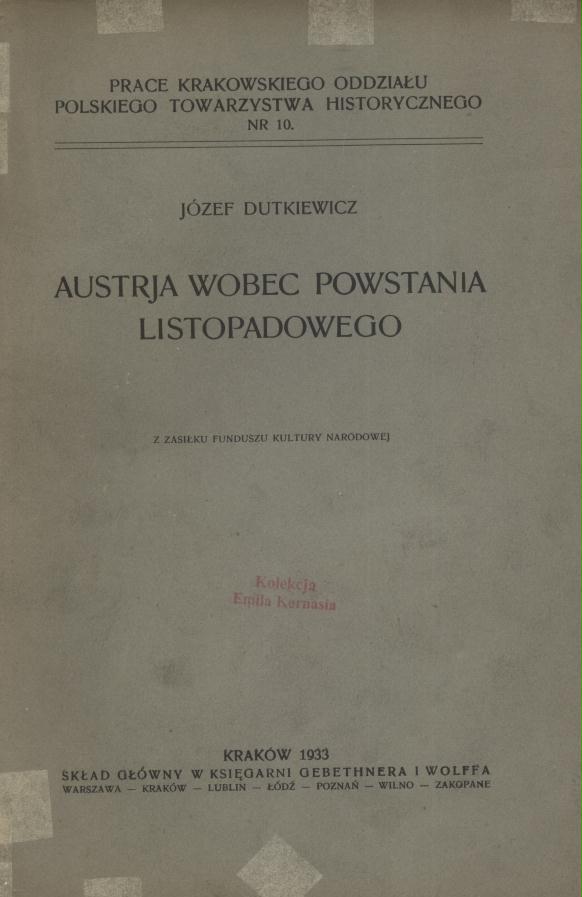 PRACE KRAKOWSKIEGO ODDZIAŁU
POLSKIEGO TOWARZYSTWA HISTORYCZNEGO
NR 10.
JÓZEF DUTKIEWICZ
AUSTRJA WOBEC POWSTANIA
LISTOPADOWEGO
Z ZASIŁKU FUNDUSZU KULTURY NARODOWEJ
Kolekcja
Emila Kornasia
KRAKÓW 1933
SKŁAD GŁÓWNY W KSIĘGARNI GEBETHNERA I WOLFFA
WARSZAWA — KRAKÓW — LUBLIN — ŁÓDŹ — POZNAŃ — WILNO — ZAKOPANE